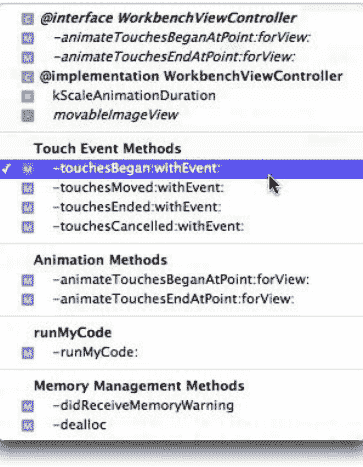 @interface WorkbenchViewController
-animateTouchesBeganAtPoint:forView:
-animateTouchesEndAtPoint:forView:
@implementation WorkbenchViewController
kScaleAnimationDuration
movableImageView
Touch Event Methods
-touchesBegan:withEvent:
-touchesMoved:withEvent:
-touchesEnded:withEvent:
-touchesCancelled:withEvent:
Animation Methods
-animateTouchesBeganAtPoint:forView:
-animateTouchesEndAtPoint:forView:
runMyCode
-runMyCode:
Memory Management Methods
-didReceiveMemoryWarning
-dealloc